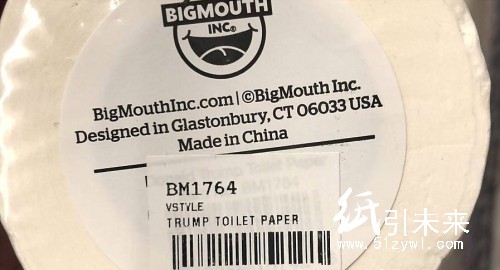 BIGMOUTH
INC®
BigMouthInc.com | ©BigMouth Inc.
Designed in Glastonbury, CT 06033 USA
Made in China
BM1764
VSTYLE
TRUMP TOILET PAPER
纸引未来
www.51zywl.com